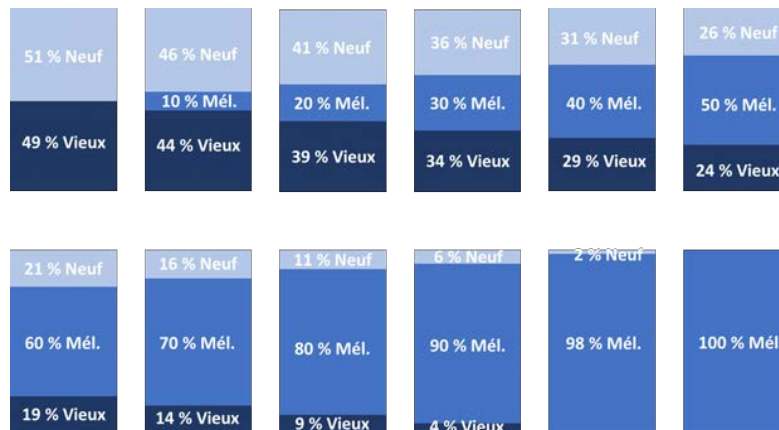 51 % Neuf
49 % Vieux
46 % Neuf
10 % Mél.
44 % Vieux
41 % Neuf
20 % Mél.
39 % Vieux
36 % Neuf
30 % Mél.
34 % Vieux
31 % Neuf
40 % Mél.
29 % Vieux
26 % Neuf
50 % Mél.
24 % Vieux
21 % Neuf
60 % Mél.
19 % Vieux
16 % Neuf
70 % Mél.
14 % Vieux
11 % Neuf
80 % Mél.
9 % Vieux
6 % Neuf
90 % Mél.
4 % Vieux
2 % Neuf
98 % Mél.
100 % Mél